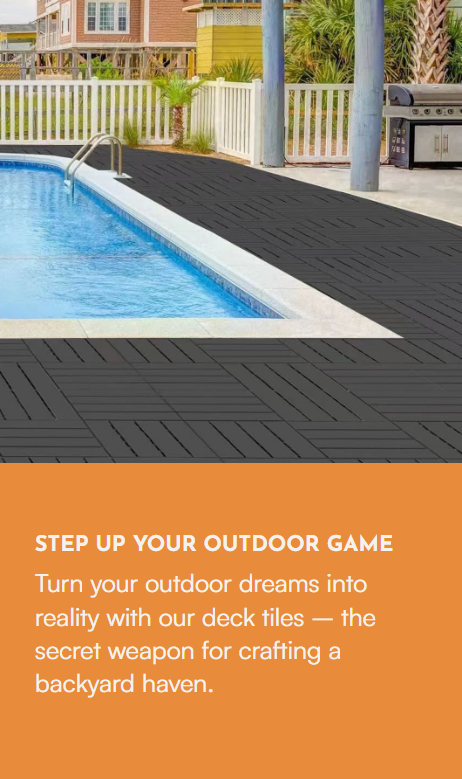 STEP UP YOUR OUTDOOR GAME
Turn your outdoor dreams into
reality with our deck tiles — the
secret weapon for crafting a
backyard haven.